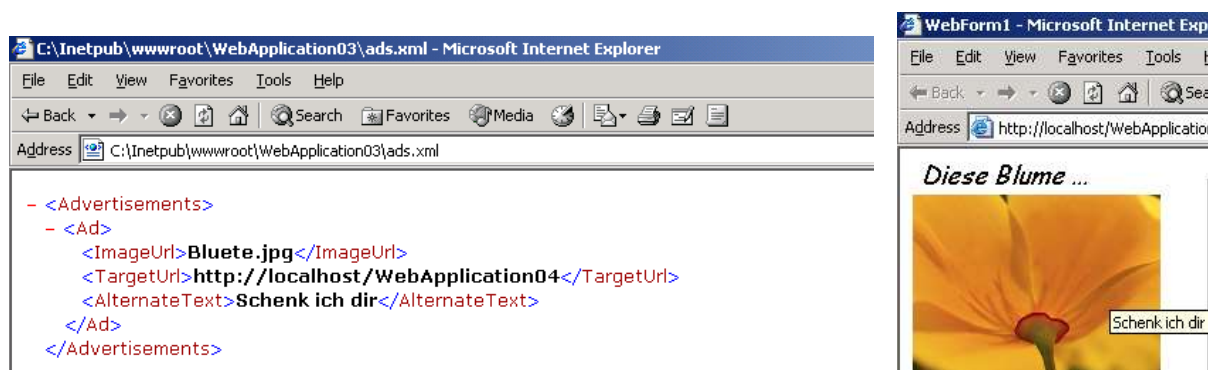 C:\Inetpub\wwwroot\WebApplication03\ads.xml - Microsoft Internet Explorer
File Edit View Favorites Tools Help
Back Search Favorites Media
Address C:\Inetpub\wwwroot\WebApplication03\ads.xml
- <Advertisements>
- <Ad>
<ImageUrl>Bluete.jpg</ImageUrl>
<TargetUrl>http://localhost/WebApplication04</TargetUrl>
<AlternateText>Schenk ich dir</AlternateText>
</Ad>
</Advertisements>
WebForm1 - Microsoft Internet Exp
File Edit View Favorites Tools
Back Sea
Address http://localhost/WebApplicatio
Diese Blume ...
Schenk ich dir